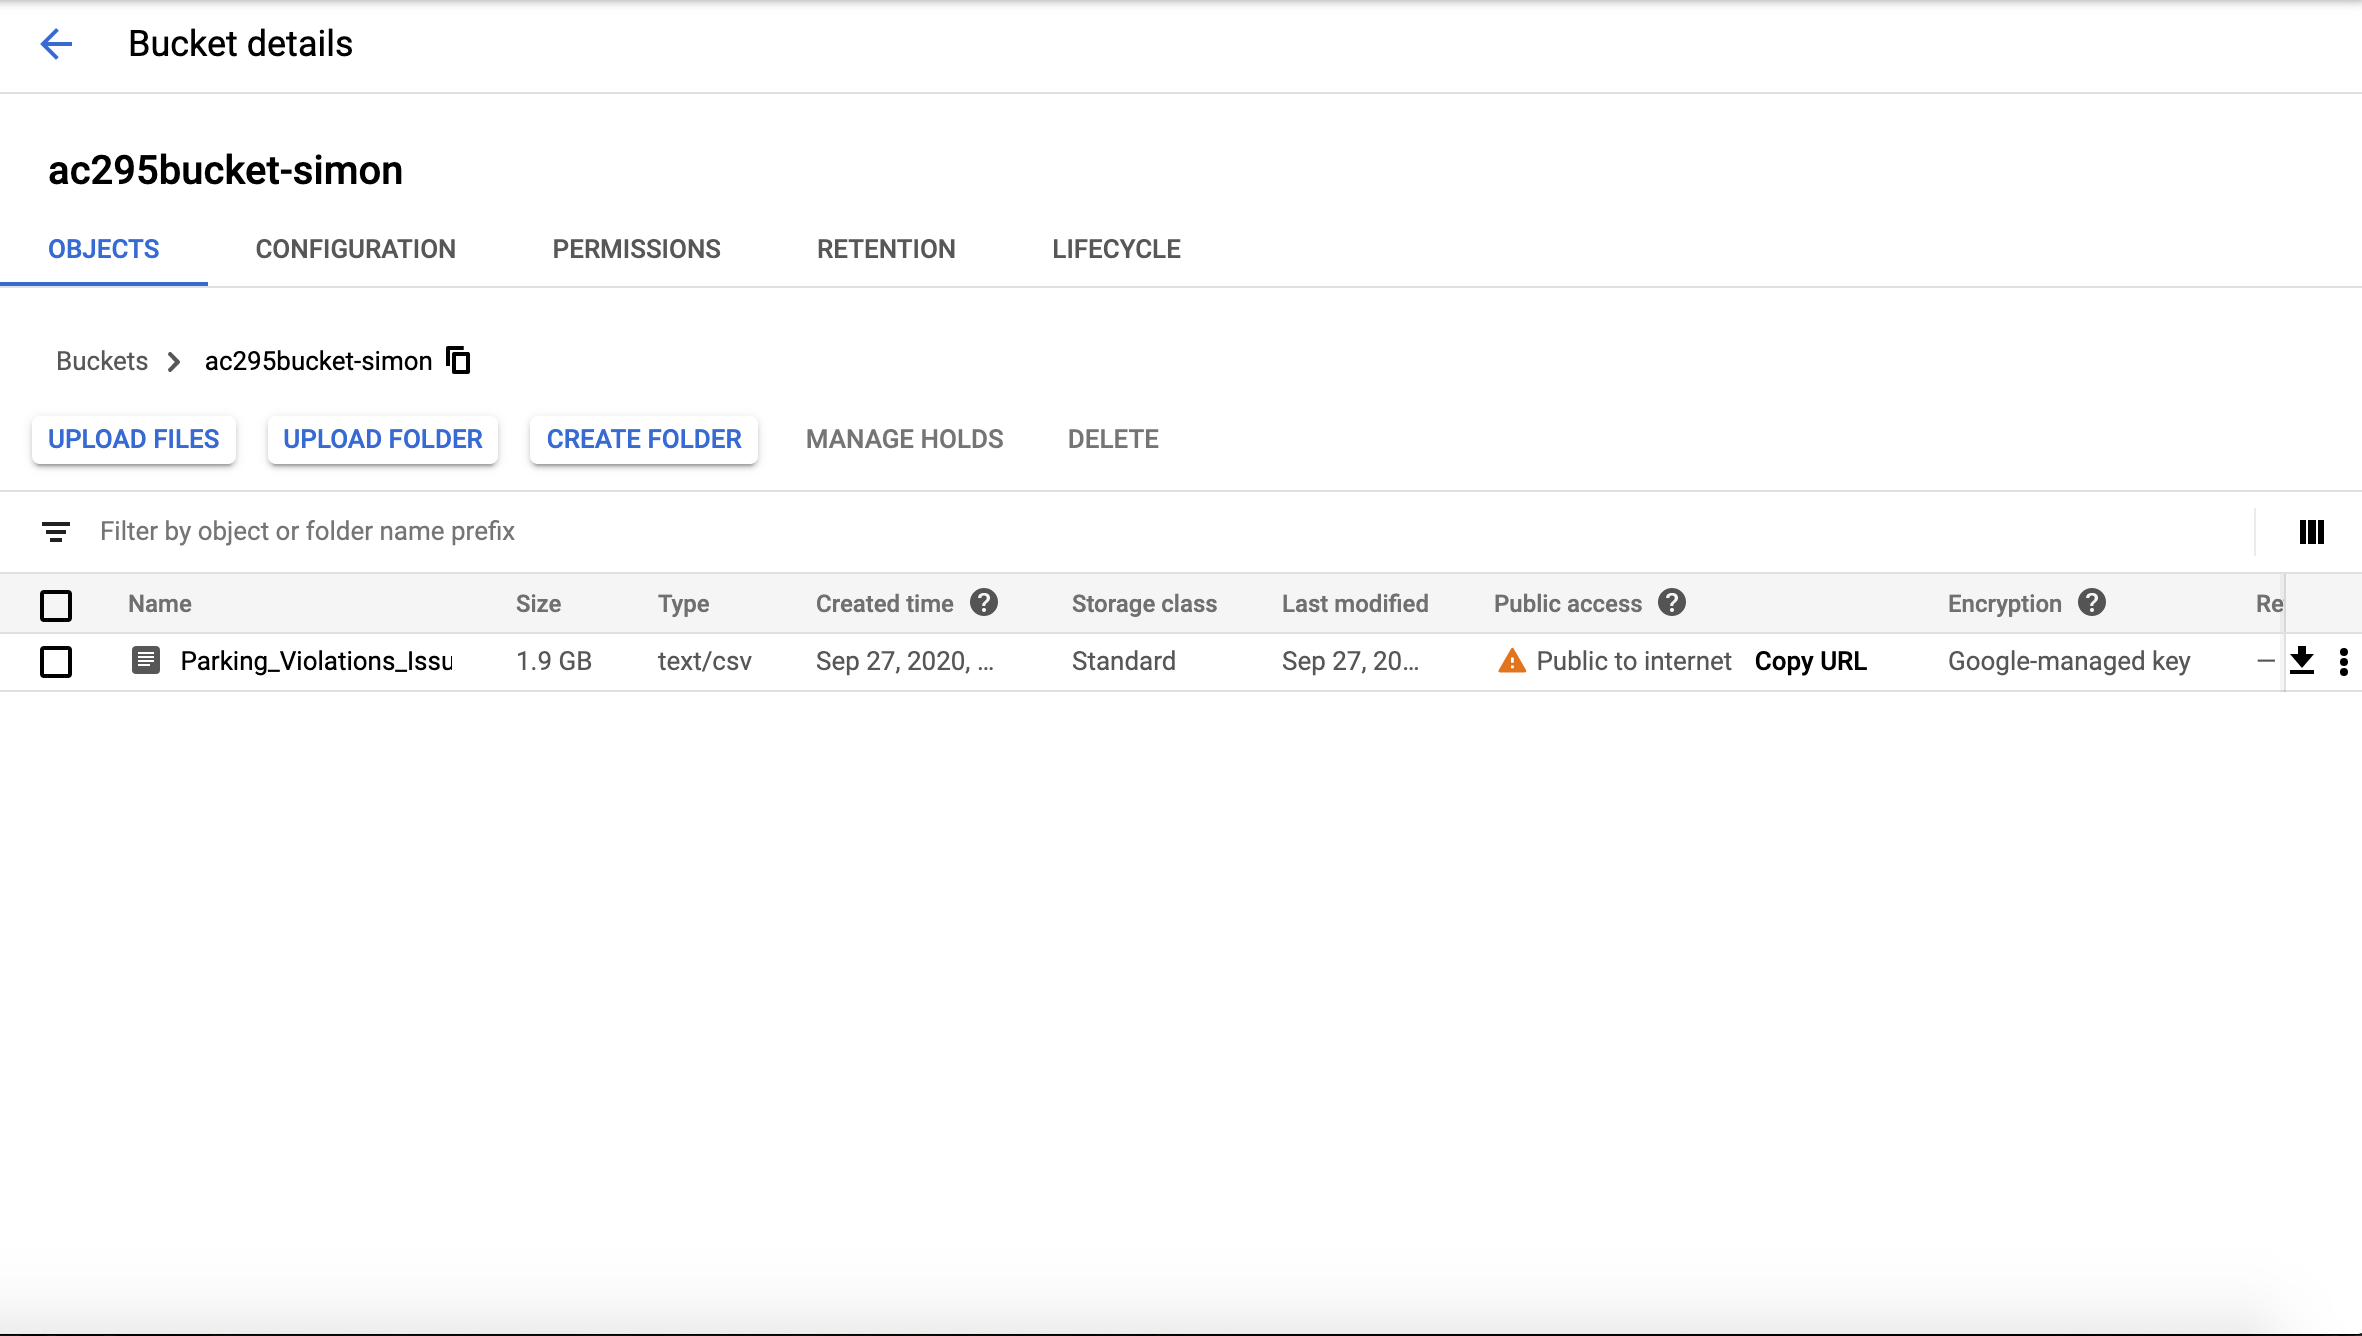 Bucket details
ac295bucket-simon
OBJECTS CONFIGURATION PERMISSIONS RETENTION LIFECYCLE
Buckets ac295bucket-simon
UPLOAD FILES UPLOAD FOLDER CREATE FOLDER MANAGE HOLDS DELETE
Filter by object or folder name prefix
Name Size Type Created time Storage class Last modified Public access Encryption Re
Parking_Violations_Issu 1.9 GB text/csv Sep 27, 2020, ... Standard Sep 27, 20... Public to internet Copy URL Google-managed key –